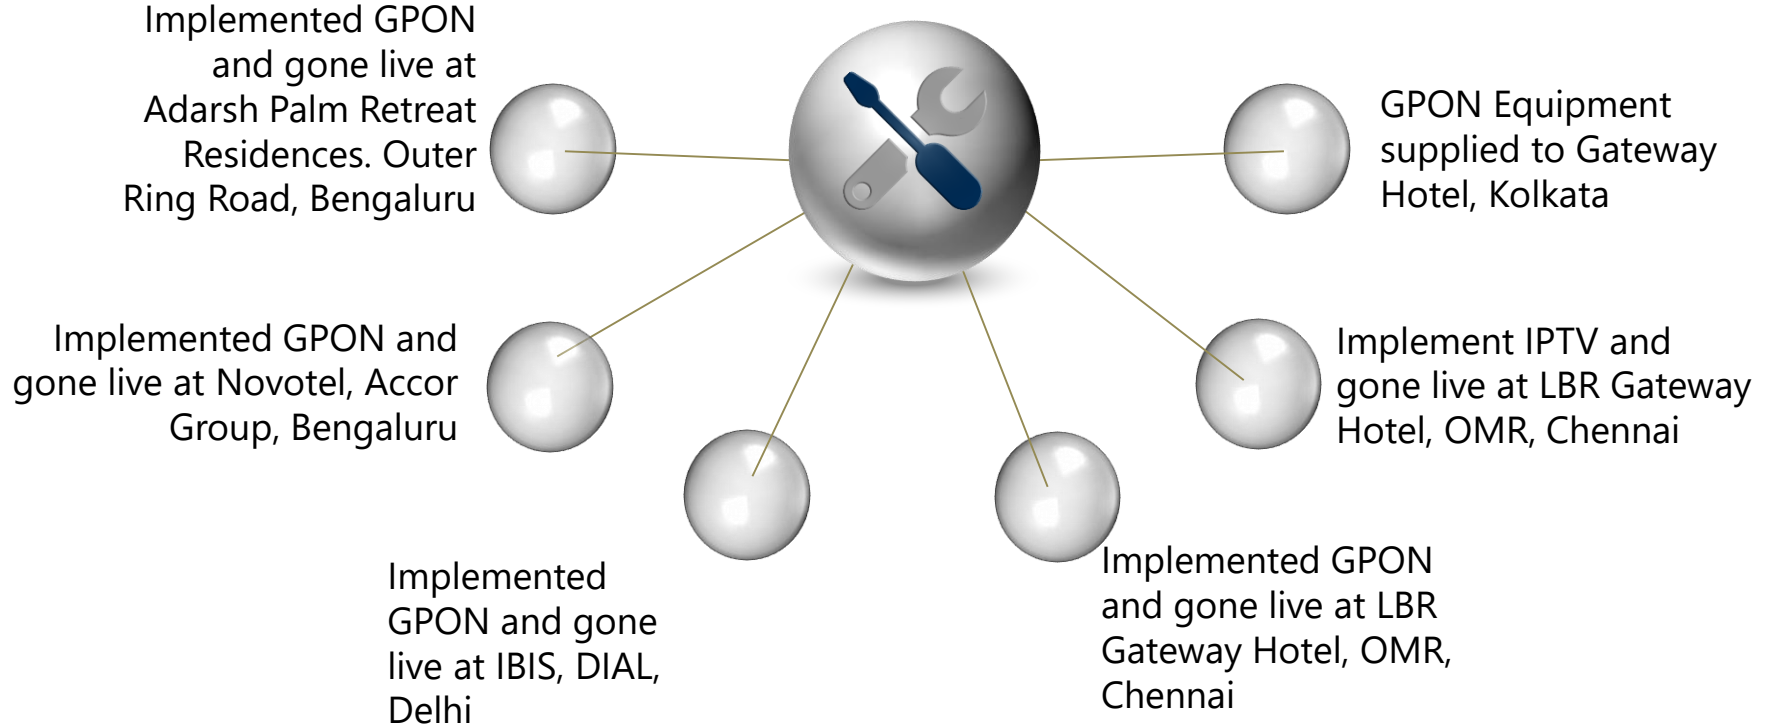 Implemented GPON
and gone live at
Adarsh Palm Retreat
Residences. Outer
Ring Road, Bengaluru
GPON Equipment
supplied to Gateway
Hotel, Kolkata
Implemented GPON and
gone live at Novotel, Accor
Group, Bengaluru
Implement IPTV and
gone live at LBR Gateway
Hotel, OMR, Chennai
Implemented
GPON and gone
live at IBIS, DIAL,
Delhi
Implemented GPON
and gone live at LBR
Gateway Hotel, OMR,
Chennai